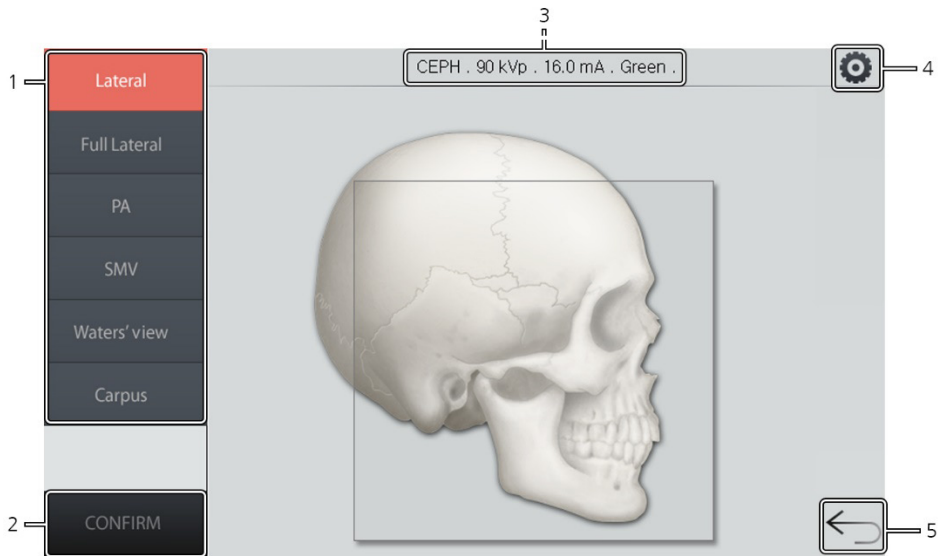 3
CEPH . 90 kVp . 16.0 mA . Green .
1
Lateral
4
Full Lateral
PA
SMV
Waters' view
Carpus
2
CONFIRM
5